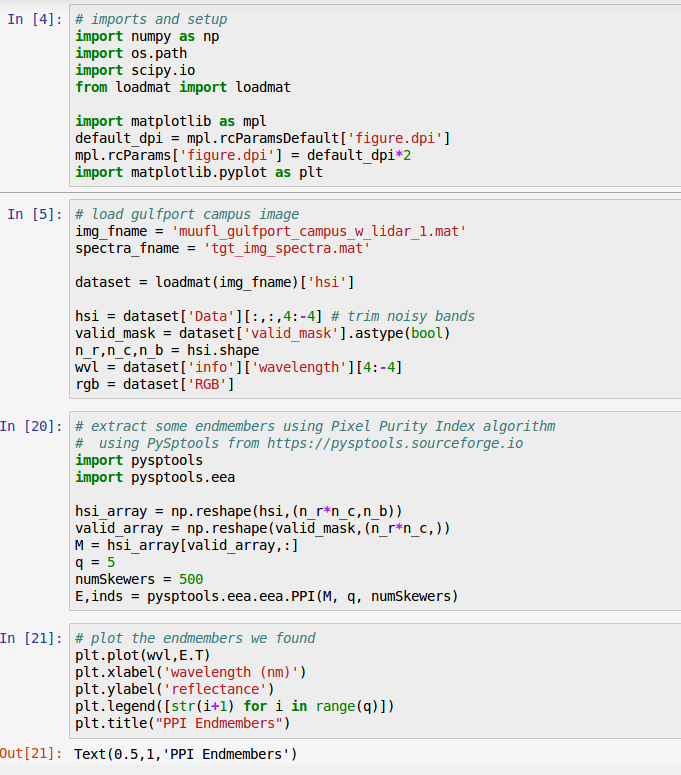 In [4]: # imports and setup
import numpy as np
import os.path
import scipy.io
from loadmat import loadmat

import matplotlib as mpl
default_dpi = mpl.rcParamsDefault['figure.dpi']
mpl.rcParams['figure.dpi'] = default_dpi*2
import matplotlib.pyplot as plt

In [5]: # load gulfport campus image
img_fname = 'muufl_gulfport_campus_w_lidar_1.mat'
spectra_fname = 'tgt_img_spectra.mat'

dataset = loadmat(img_fname)['hsi']

hsi = dataset['Data'][:,:,4:-4] # trim noisy bands
valid_mask = dataset['valid_mask'].astype(bool)
n_r,n_c,n_b = hsi.shape
wvl = dataset['info']['wavelength'][4:-4]
rgb = dataset['RGB']

In [20]: # extract some endmembers using Pixel Purity Index algorithm
#  using PySptools from https://pysptools.sourceforge.io
import pysptools
import pysptools.eea

hsi_array = np.reshape(hsi,(n_r*n_c,n_b))
valid_array = np.reshape(valid_mask,(n_r*n_c,))
M = hsi_array[valid_array,:]
q = 5
numSkewers = 500
E,inds = pysptools.eea.eea.PPI(M, q, numSkewers)

In [21]: # plot the endmembers we found
plt.plot(wvl,E.T)
plt.xlabel('wavelength (nm)')
plt.ylabel('reflectance')
plt.legend([str(i+1) for i in range(q)])
plt.title("PPI Endmembers")

Out[21]: Text(0.5,1,'PPI Endmembers')